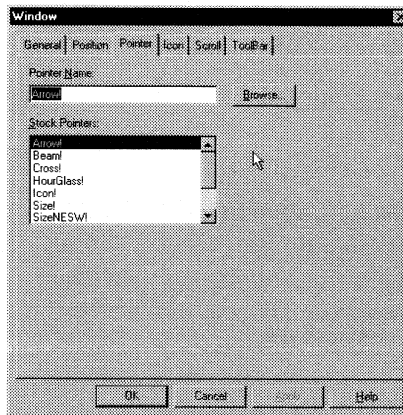 Window
General Position Pointer Icon Scroll ToolBar
Pointer Name:
Arrow!
Browse...
Stock Pointers:
Arrow!
Beam!
Cross!
HourGlass!
Icon!
Size!
SizeNESW!
OK Cancel Apply Help